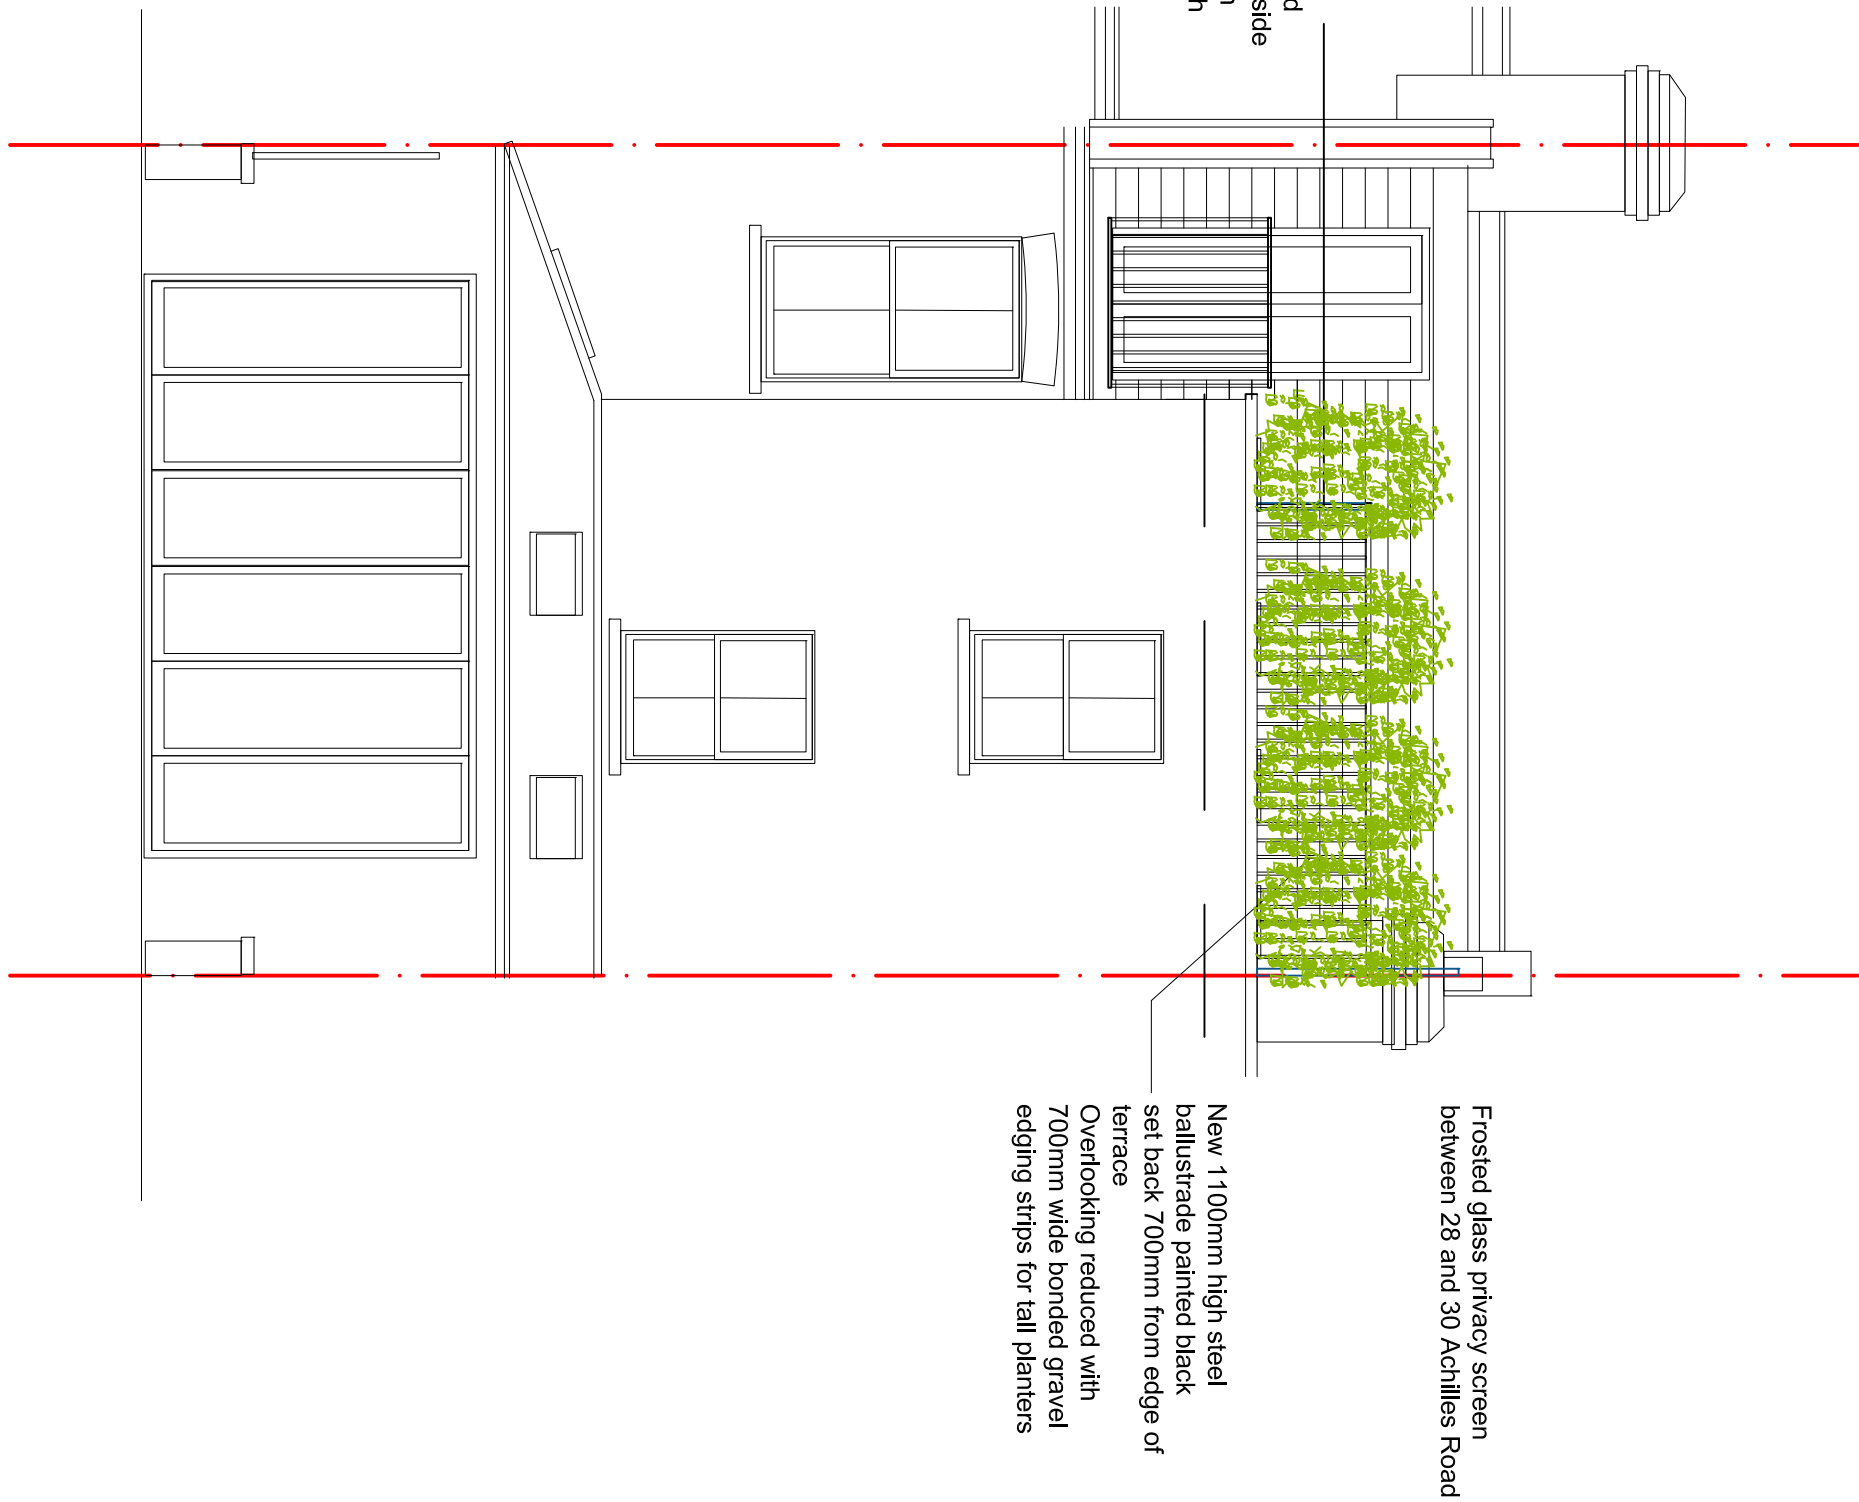 Frosted glass privacy screen
between 28 and 30 Achilles Road
New 1100mm high steel
ballustrade painted black
set back 700mm from edge of
terrace
Overlooking reduced with
700mm wide bonded gravel
edging strips for tall planters
side